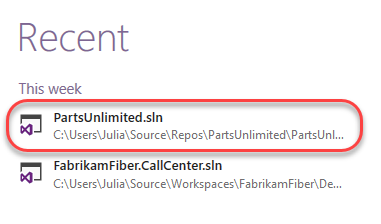 Recent
This week
PartsUnlimited.sln
C:\Users\Julia\Source\Repos\PartsUnlimited\PartsUnl...
FabrikamFiber.CallCenter.sln
C:\Users\Julia\Source\Workspaces\FabrikamFiber\De...